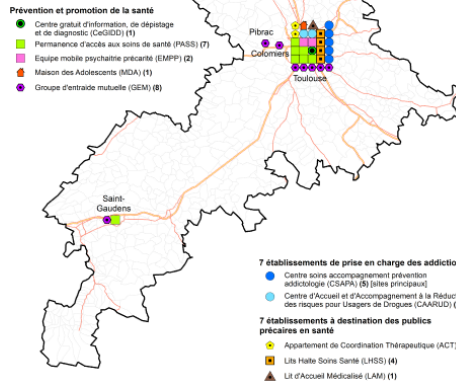 Prévention et promotion de la santé
Centre gratuit d'information, de dépistage
et de diagnostic (CeGIDD) (1)
Permanence d'accès aux soins de santé (PASS) (7)
Equipe mobile psychaitrie précarité (EMPP) (2)
Maison des Adolescents (MDA) (1)
Groupe d'entraide mutuelle (GEM) (8)
Pibrac
Colomiers
Toulouse
Saint-
Gaudens
7 établissements de prise en charge des addictio
Centre soins accompagnement prévention
addictologie (CSAPA) (5) [sites principaux]
Centre d'Accueil et d'Accompagnement à la Réduct
des risques pour Usagers de Drogues (CAARUD) (
7 établissements à destination des publics
précaires en santé
Appartement de Coordination Thérapeutique (ACT)
Lits Halte Soins Santé (LHSS) (4)
Lit d'Accueil Médicalisé (LAM) (1)